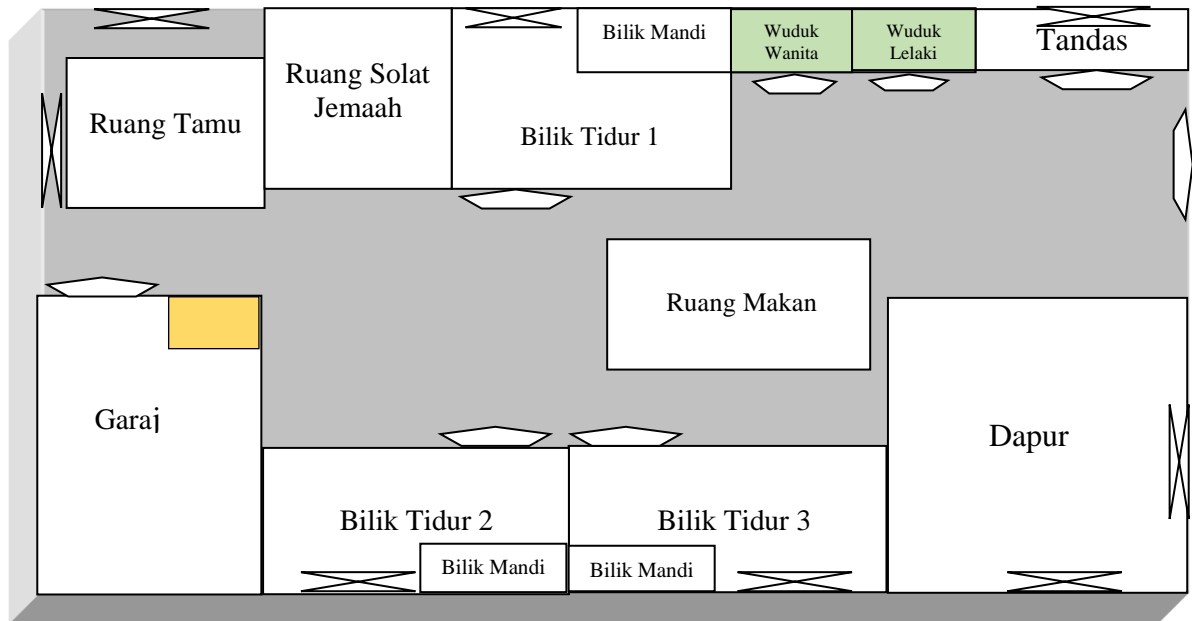 Bilik Mandi
Wuduk
Wanita
Wuduk
Lelaki
Tandas
Ruang Solat
Jemaah
Ruang Tamu
Bilik Tidur 1
Ruang Makan
Garaj
Dapur
Bilik Tidur 2
Bilik Tidur 3
Bilik Mandi
Bilik Mandi